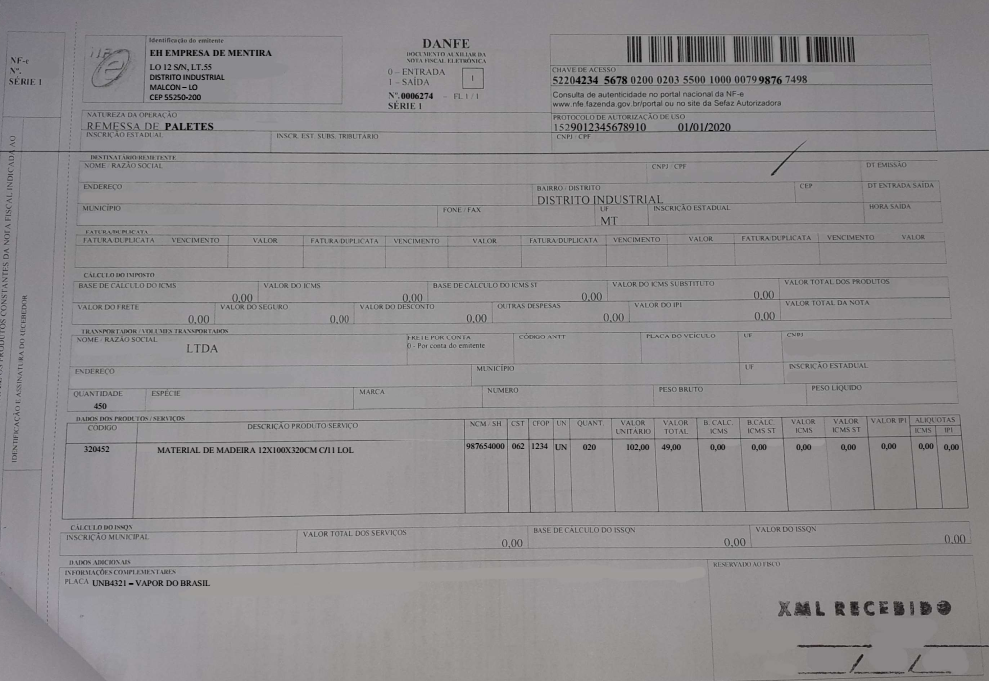 NF-e
Nº.
SÉRIE 1
IDENTIFICAÇÃO E ASSINATURA DO RECEBEDOR
Identificação do emitente
EH EMPRESA DE MENTIRA
LO 12 S/N, LT.55
DISTRITO INDUSTRIAL
MALCON – LO
CEP 55250-200
DANFE
DOCUMENTO AUXILIAR DA
NOTA FISCAL ELETRÔNICA
0 - ENTRADA
1 - SAÍDA
1
Nº.0006274 - FL 1 / 1
SÉRIE 1
CHAVE DE ACESSO
52204234 5678 0200 0203 5500 1000 0079 9876 7498
Consulta de autenticidade no portal nacional da NF-e
www.nfe.fazenda.gov.br/portal ou no site da Sefaz Autorizadora
NATUREZA DA OPERAÇÃO
REMESSA DE PALETES
PROTOCOLO DE AUTORIZAÇÃO DE USO
1529012345678910 01/01/2020
INSCRIÇÃO ESTADUAL INSCR. EST. SUBS. TRIBUTÁRIO CNPJ / CPF
DESTINATÁRIO/REMETENTE
NOME / RAZÃO SOCIAL CNPJ / CPF DT EMISSÃO
ENDEREÇO BAIRRO / DISTRITO CEP DT ENTRADA SAÍDA
DISTRITO INDUSTRIAL
MUNICÍPIO FONE / FAX UF INSCRIÇÃO ESTADUAL HORA SAÍDA
MT
FATURA/DUPLICATA
FATURA/DUPLICATA VENCIMENTO VALOR FATURA/DUPLICATA VENCIMENTO VALOR FATURA/DUPLICATA VENCIMENTO VALOR FATURA/DUPLICATA VENCIMENTO VALOR
CÁLCULO DO IMPOSTO
BASE DE CÁLCULO DO ICMS VALOR DO ICMS BASE DE CÁLCULO DO ICMS ST VALOR DO ICMS SUBSTITUTO VALOR TOTAL DOS PRODUTOS
0,00 0,00 0,00 0,00
VALOR DO FRETE VALOR DO SEGURO VALOR DO DESCONTO OUTRAS DESPESAS VALOR DO IPI VALOR TOTAL DA NOTA
0,00 0,00 0,00 0,00 0,00
TRANSPORTADOR / VOLUMES TRANSPORTADOS
NOME / RAZÃO SOCIAL FRETE POR CONTA CÓDIGO ANTT PLACA DO VEÍCULO UF CNPJ
LTDA 0 - Por conta do emitente
ENDEREÇO MUNICÍPIO UF INSCRIÇÃO ESTADUAL
QUANTIDADE ESPÉCIE MARCA NUMERO PESO BRUTO PESO LÍQUIDO
450
DADOS DOS PRODUTOS / SERVIÇOS
CÓDIGO DESCRIÇÃO PRODUTO/SERVIÇO NCM / SH CST CFOP UN QUANT. VALOR UNITÁRIO VALOR TOTAL B. CALC. ICMS B.CALC ICMS ST VALOR ICMS VALOR ICMS ST VALOR IPI ALIQUOTAS ICMS IPI
320452 MATERIAL DE MADEIRA 12X100X320CM C/11 LOL 987654000 062 1234 UN 020 102,00 49,00 0,00 0,00 0,00 0,00 0,00 0,00 0,00
CÁLCULO DO ISSQN
INSCRIÇÃO MUNICIPAL VALOR TOTAL DOS SERVIÇOS BASE DE CÁLCULO DO ISSQN VALOR DO ISSQN
0,00 0,00 0,00
DADOS ADICIONAIS
INFORMAÇÕES COMPLEMENTARES RESERVADO AO FISCO
PLACA UNB4321 – VAPOR DO BRASIL
XML RECEBIDO